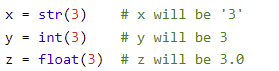 x = str(3)    # x will be '3'
y = int(3)    # y will be 3
z = float(3)  # z will be 3.0